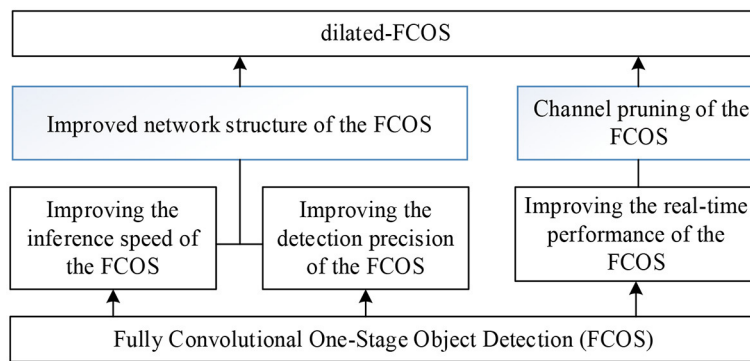 dilated-FCOS
Improved network structure of the FCOS
Channel pruning of the
FCOS
Improving the
inference speed of
the FCOS
Improving the
detection precision
of the FCOS
Improving the real-time
performance of the
FCOS
Fully Convolutional One-Stage Object Detection (FCOS)